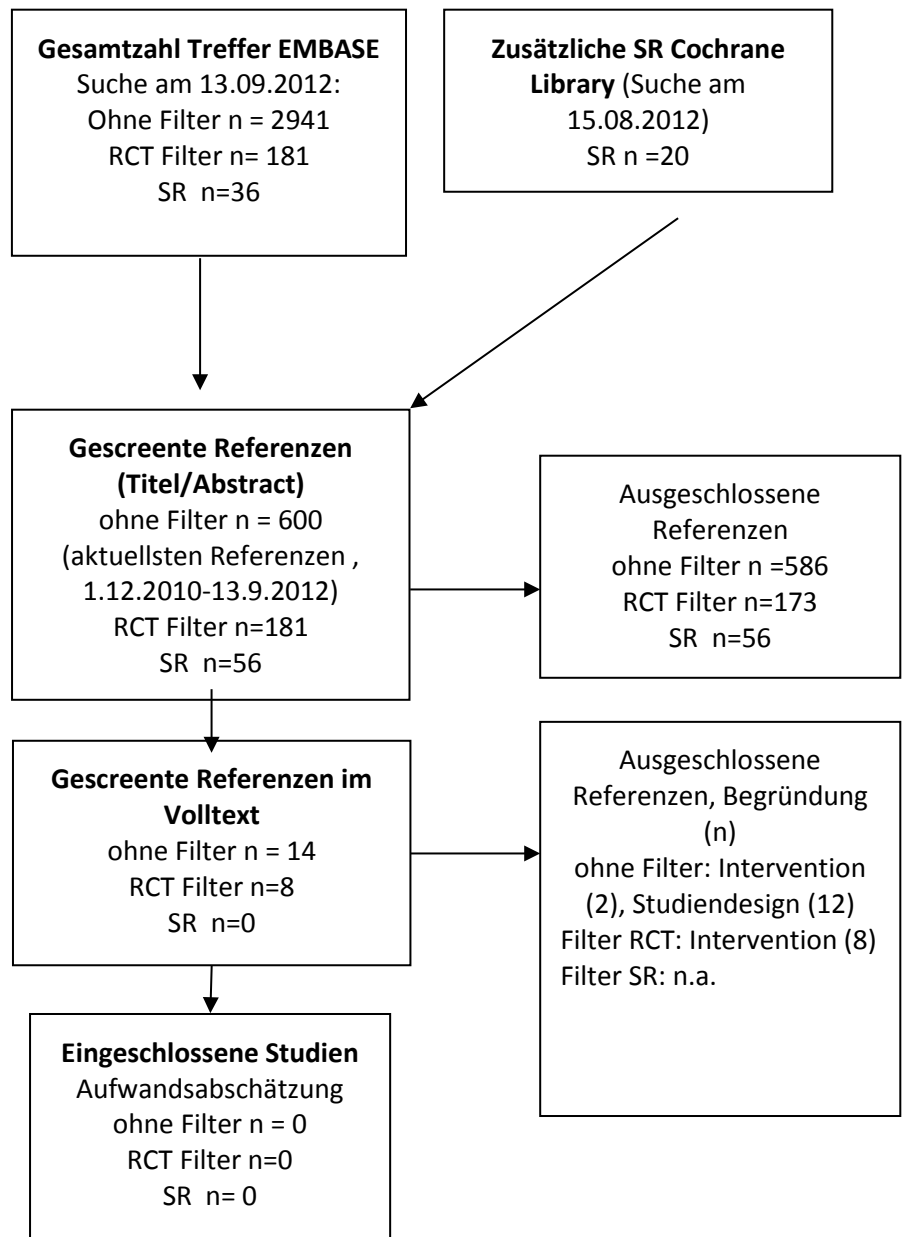 Gesamtzahl Treffer EMBASE
Suche am 13.09.2012:
Ohne Filter n = 2941
RCT Filter n= 181
SR n=36
Zusätzliche SR Cochrane
Library (Suche am
15.08.2012)
SR n =20
Gescreente Referenzen
(Titel/Abstract)
ohne Filter n = 600
(aktuellsten Referenzen ,
1.12.2010-13.9.2012)
RCT Filter n=181
SR n=56
Ausgeschlossene
Referenzen
ohne Filter n =586
RCT Filter n=173
SR n=56
Gescreente Referenzen im
Volltext
ohne Filter n = 14
RCT Filter n=8
SR n=0
Ausgeschlossene
Referenzen, Begründung
(n)
ohne Filter: Intervention
(2), Studiendesign (12)
Filter RCT: Intervention (8)
Filter SR: n.a.
Eingeschlossene Studien
Aufwandsabschätzung
ohne Filter n = 0
RCT Filter n=0
SR n= 0